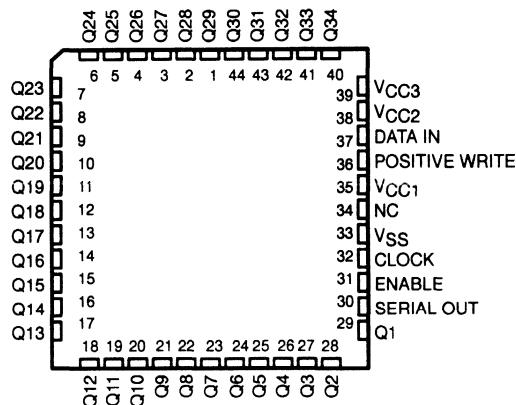 Q24 Q25 Q26 Q27 Q28 Q29 Q30 Q31 Q32 Q33 Q34
6 5 4 3 2 1 44 43 42 41 40
Q23 7 39 VCC3
Q22 8 38 VCC2
Q21 9 37 DATA IN
Q20 10 36 POSITIVE WRITE
Q19 11 35 VCC1
Q18 12 34 NC
Q17 13 33 VSS
Q16 14 32 CLOCK
Q15 15 31 ENABLE
Q14 16 30 SERIAL OUT
Q13 17 29 Q1
18 19 20 21 22 23 24 25 26 27 28
Q12 Q11 Q10 Q9 Q8 Q7 Q6 Q5 Q4 Q3 Q2